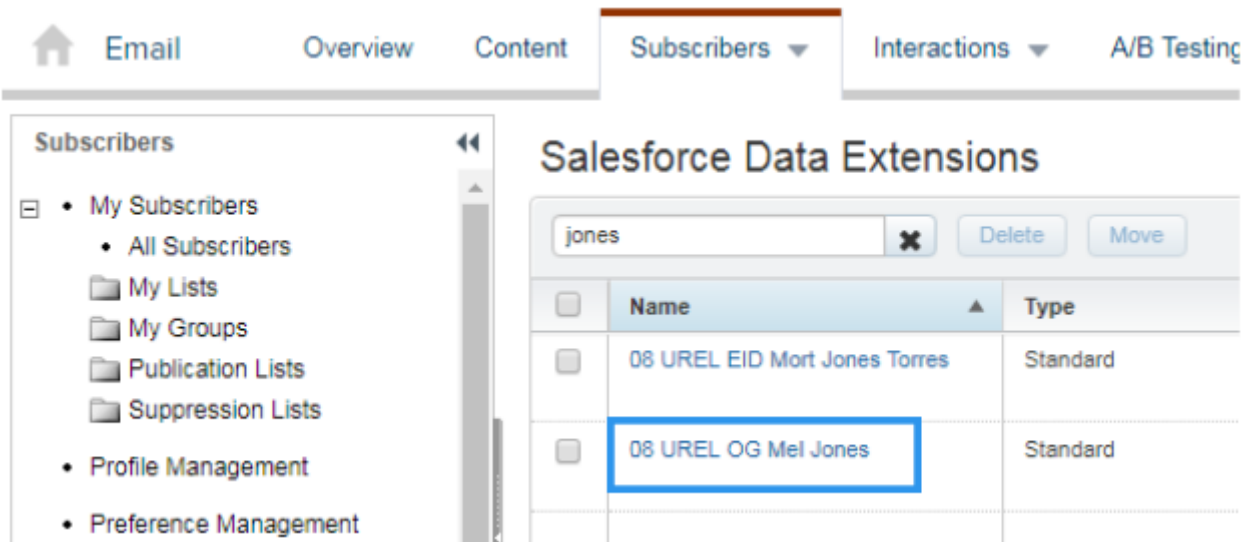 Email Overview Content Subscribers Interactions A/B Testing
Subscribers
My Subscribers
All Subscribers
My Lists
My Groups
Publication Lists
Suppression Lists
Profile Management
Preference Management
Salesforce Data Extensions
jones Delete Move
Name Type
08 UREL EID Mort Jones Torres Standard
08 UREL OG Mel Jones Standard